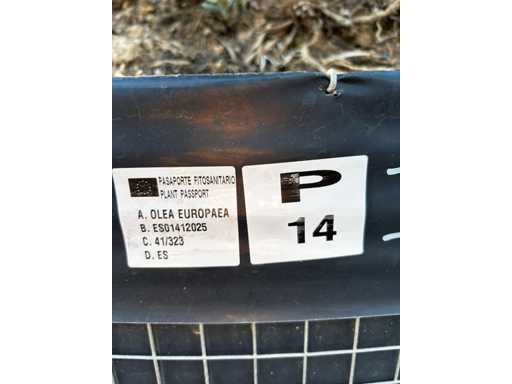 PASAPORTE FITOSANITARIO
PLANT PASSPORT
A. OLEA EUROPAEA
B. ES01412025
C. 41/323
D. ES
P
14